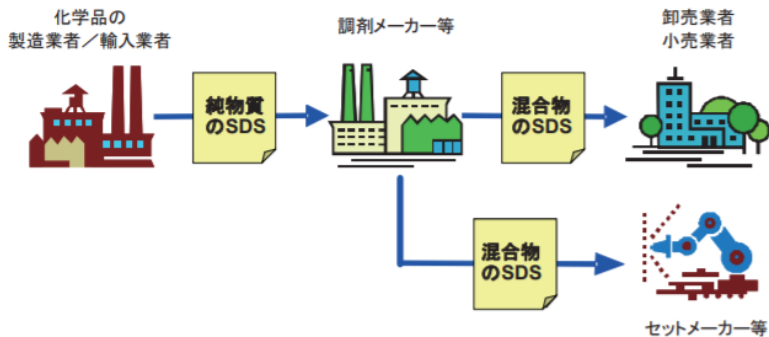 化学品の
製造業者／輸入業者
調剤メーカー等
卸売業者
小売業者
純物質
のSDS
混合物
のSDS
混合物
のSDS
セットメーカー等